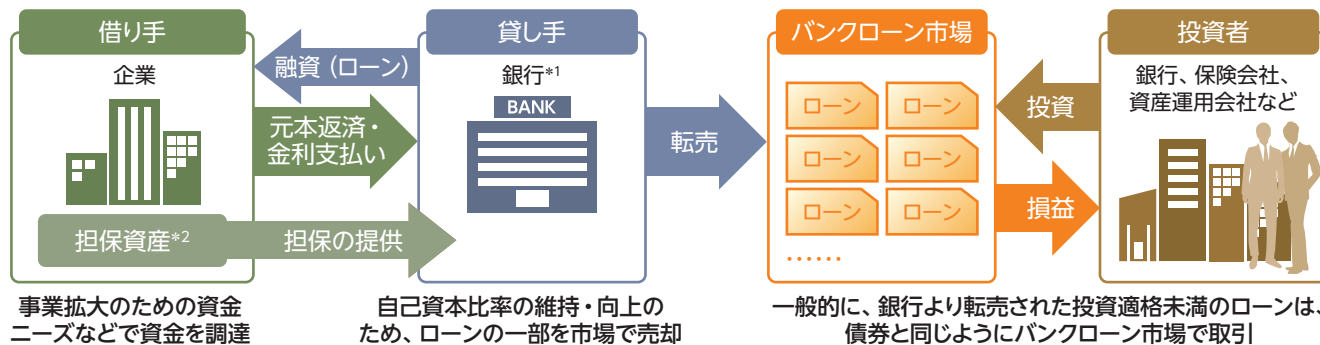 借り手
企業
担保資産*2
事業拡大のための資金
ニーズなどで資金を調達
融資(ローン)
元本返済・
金利支払い
担保の提供
貸し手
銀行*1
BANK
自己資本比率の維持・向上の
ため、ローンの一部を市場で売却
転売
バンクローン市場
ローン ローン
ローン ローン
ローン ローン
……
投資
損益
投資者
銀行、保険会社、
資産運用会社など
一般的に、銀行より転売された投資適格未満のローンは、
債券と同じようにバンクローン市場で取引